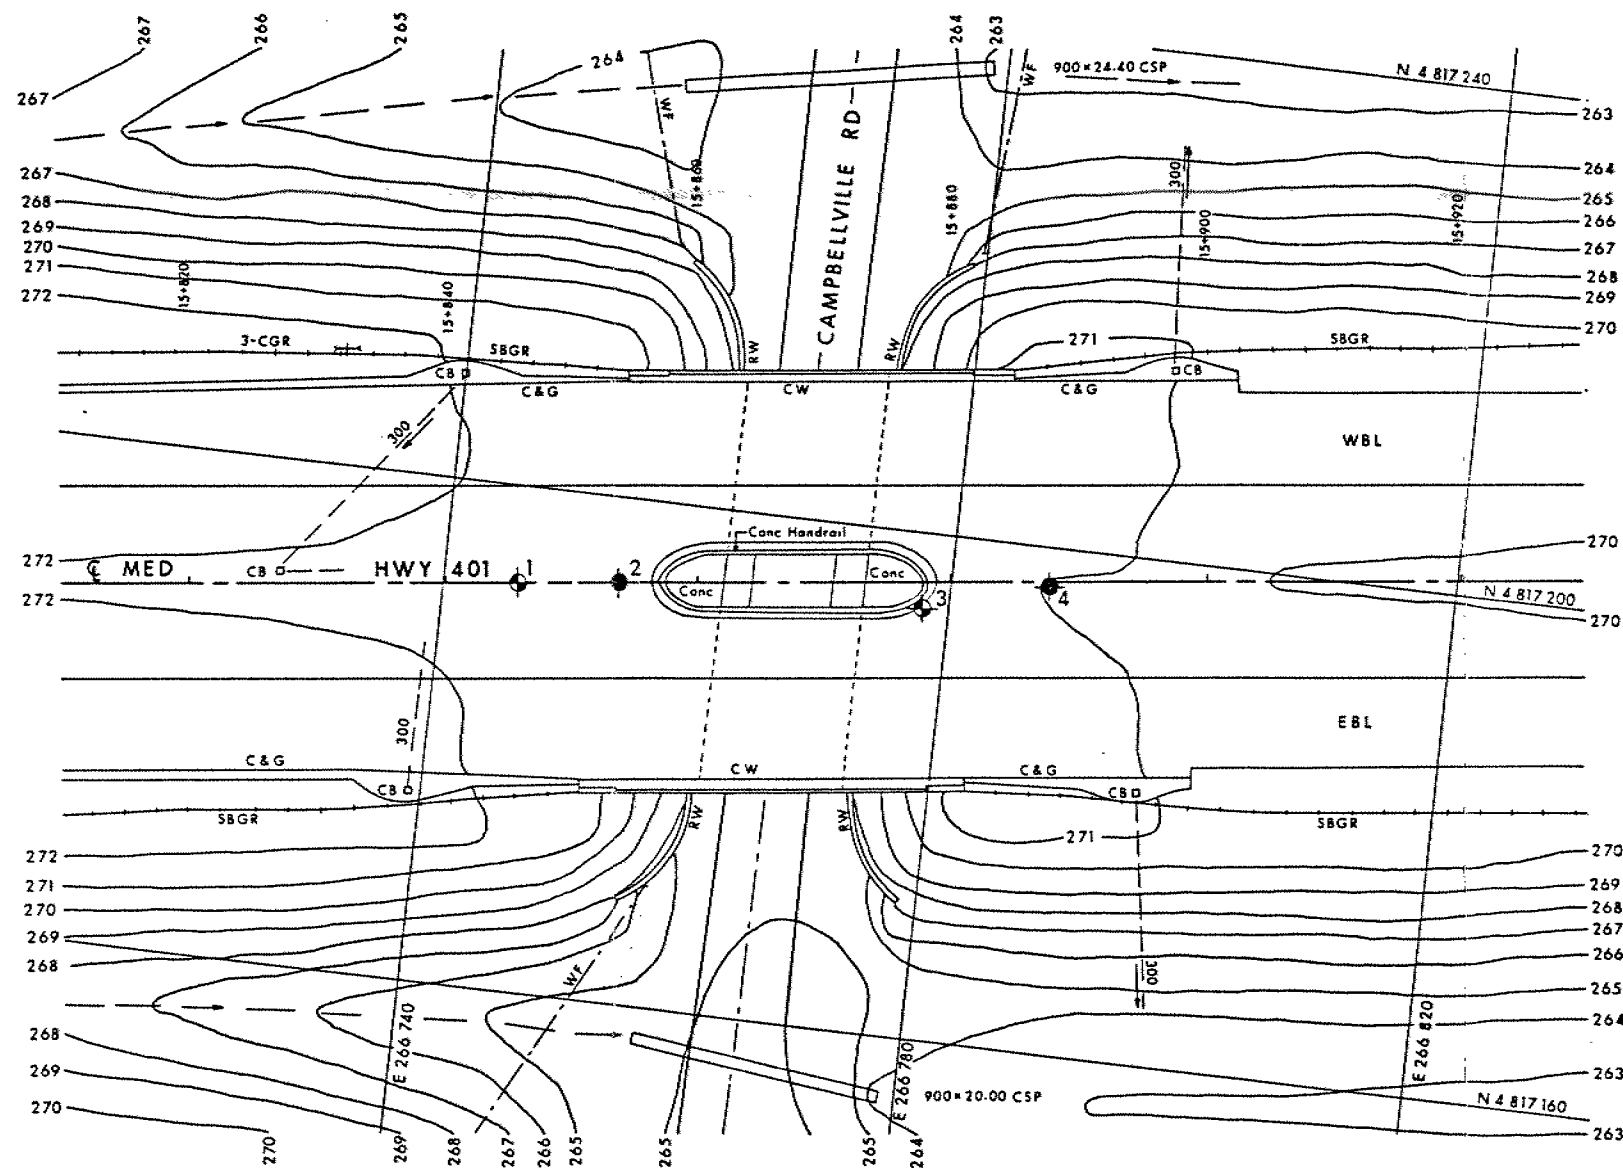 267
266
265
264
264
263
900×24.40 CSP
WF
N 4 817 240
267
263
WF
CAMPBELLVILLE RD
15+860
15+880
300
264
267
265
268
15+900
15+920
266
269
267
270
15+820
268
271
269
272
15+840
270
3-CGR
SBGR
RW
RW
271
SBGR
CB
CB
C&G
CW
C&G
300
WBL
Conc Handrail
270
272
℄ MED
CB
HWY 401
1
2
Conc
Conc
3
4
N 4 817 200
272
270
300
EBL
C&G
CW
C&G
CB
CB
SBGR
RW
RW
271
SBGR
272
270
271
269
270
268
269
267
268
266
WF
300
265
264
268
E 266 740
E 266 780
E 266 820
269
263
900×20.00 CSP
N 4 817 160
270
263
270
269
268
267
266
265
265
265
264